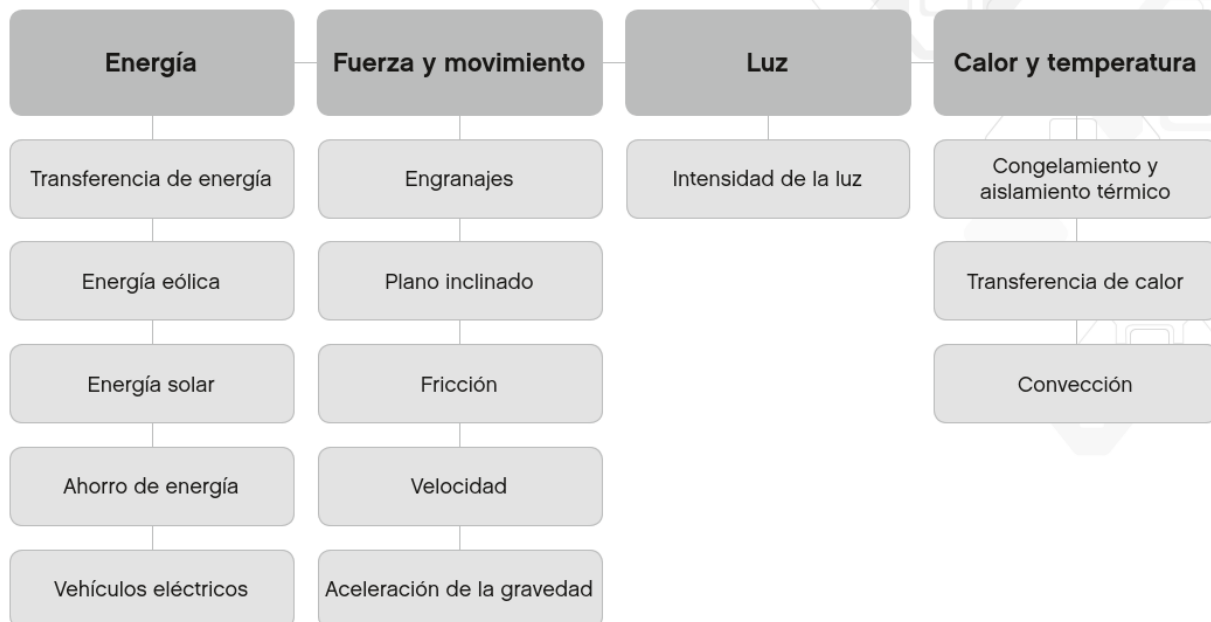 Energía
Fuerza y movimiento
Luz
Calor y temperatura
Transferencia de energía
Engranajes
Intensidad de la luz
Congelamiento y
aislamiento térmico
Energía eólica
Plano inclinado
Transferencia de calor
Energía solar
Fricción
Convección
Ahorro de energía
Velocidad
Vehículos eléctricos
Aceleración de la gravedad